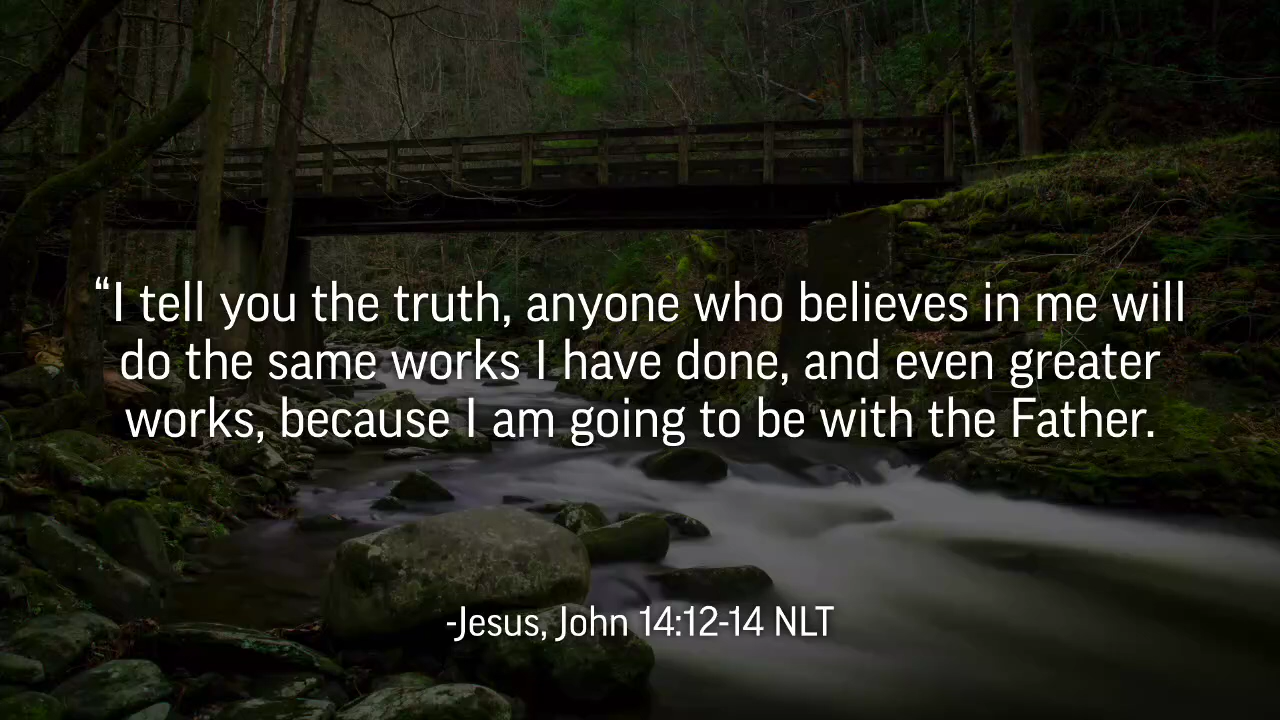 “I tell you the truth, anyone who believes in me will
do the same works I have done, and even greater
works, because I am going to be with the Father.
-Jesus, John 14:12-14 NLT